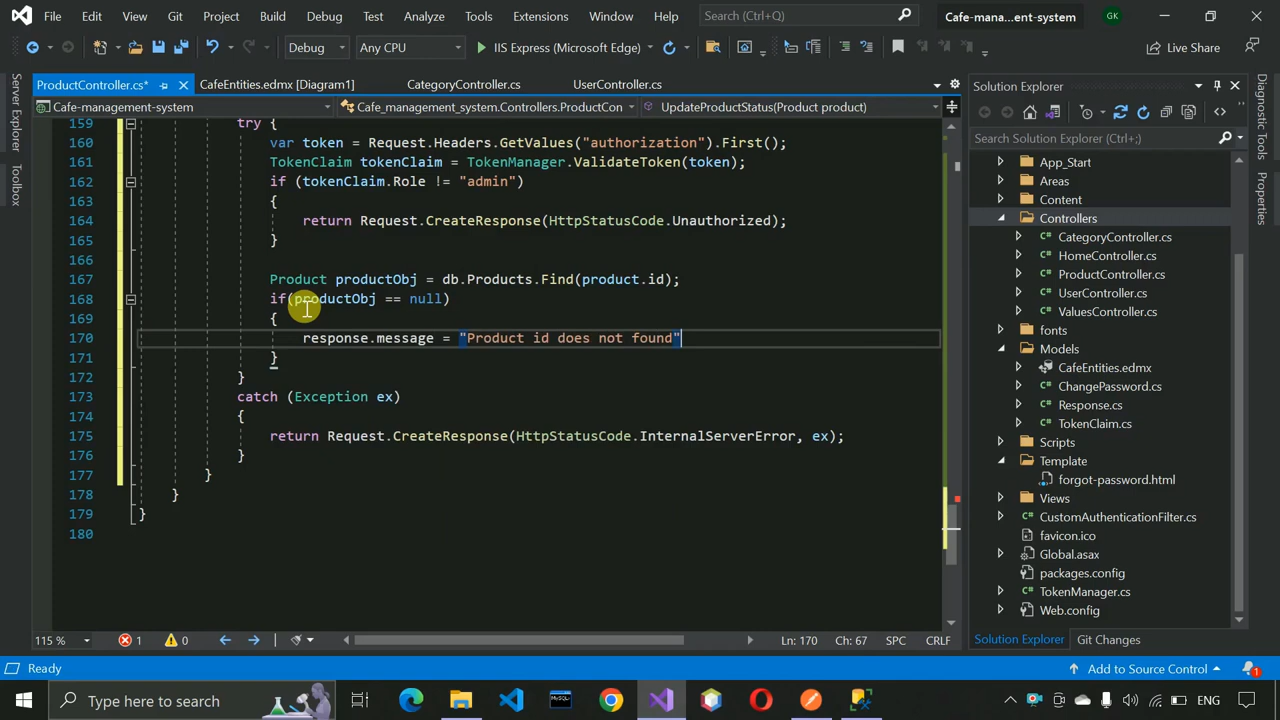 File Edit View Git Project Build Debug Test Analyze Tools Extensions Window Help Search (Ctrl+Q) Cafe-mana...ent-system GK
Debug Any CPU IIS Express (Microsoft Edge) Live Share
ProductController.cs* CafeEntities.edmx [Diagram1] CategoryController.cs UserController.cs
Cafe-management-system Cafe_management_system.Controllers.ProductCon UpdateProductStatus(Product product)
Server Explorer
Toolbox
159 try {
160 var token = Request.Headers.GetValues("authorization").First();
161 TokenClaim tokenClaim = TokenManager.ValidateToken(token);
162 if (tokenClaim.Role != "admin")
163 {
164 return Request.CreateResponse(HttpStatusCode.Unauthorized);
165 }
166
167 Product productObj = db.Products.Find(product.id);
168 if(productObj == null)
169 {
170 response.message = "Product id does not found"
171 }
172 }
173 catch (Exception ex)
174 {
175 return Request.CreateResponse(HttpStatusCode.InternalServerError, ex);
176 }
177 }
178 }
179 }
180
115 % 1 0 Ln: 170 Ch: 67 SPC CRLF
Solution Explorer
Search Solution Explorer (Ctrl+;)
App_Start
Areas
Content
Controllers
CategoryController.cs
HomeController.cs
ProductController.cs
UserController.cs
ValuesController.cs
fonts
Models
CafeEntities.edmx
ChangePassword.cs
Response.cs
TokenClaim.cs
Scripts
Template
forgot-password.html
Views
CustomAuthenticationFilter.cs
favicon.ico
Global.asax
packages.config
TokenManager.cs
Web.config
Solution Explorer Git Changes
Diagnostic Tools
Properties
Ready Add to Source Control 1
Type here to search MySQL ENG